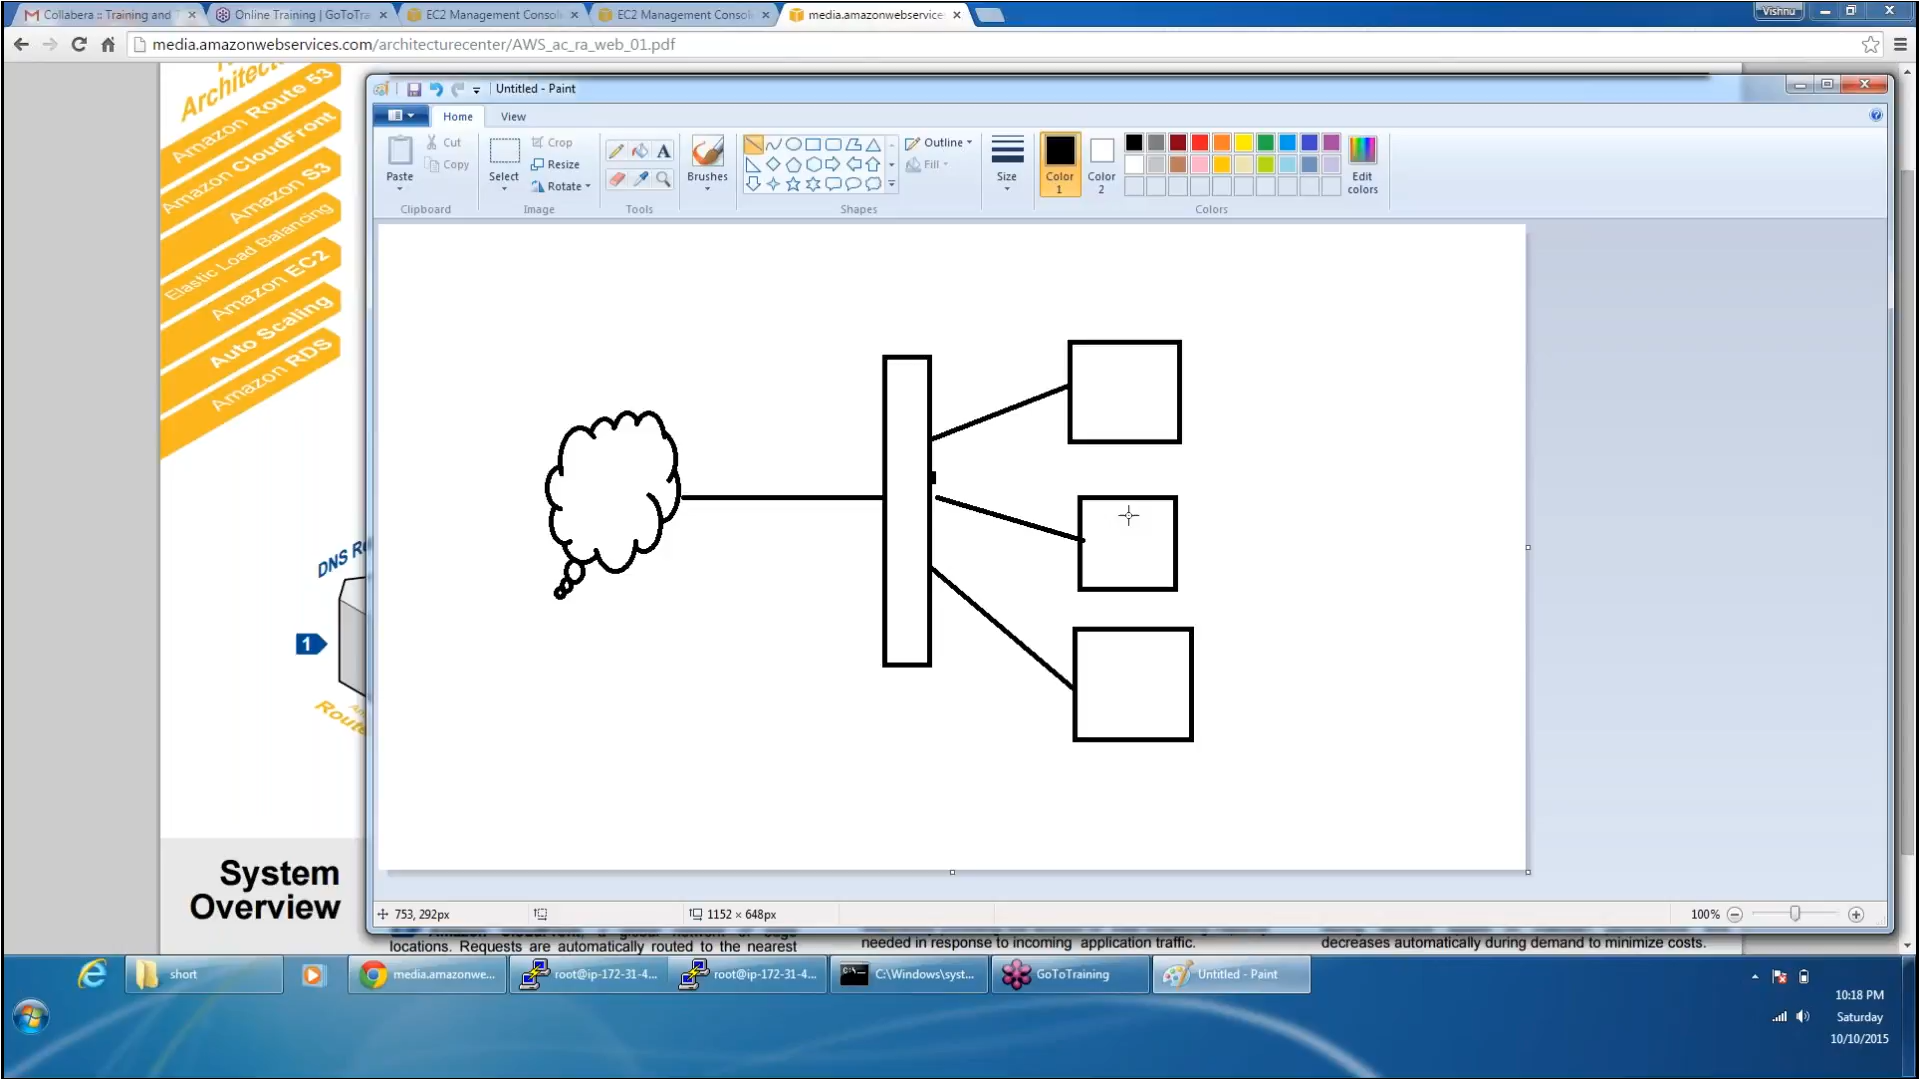 Collabera :: Training and
Online Training | GoToTra
EC2 Management Consol
EC2 Management Consol
media.amazonwebservice
Vishnu
media.amazonwebservices.com/architecturecenter/AWS_ac_ra_web_01.pdf
Amazon Route 53
Amazon CloudFront
Amazon S3
Elastic Load Balancing
Amazon EC2
Auto Scaling
Amazon RDS
Untitled - Paint
Home
View
Paste
Cut
Copy
Clipboard
Select
Crop
Resize
Rotate
Image
A
Tools
Brushes
Outline
Fill
Shapes
Size
Color 1
Color 2
Edit colors
Colors
DNS
1
System
Overview
753, 292px
1152 × 648px
100%
locations. Requests are automatically routed to the nearest
needed in response to incoming application traffic.
decreases automatically during demand to minimize costs.
short
media.amazonwe...
root@ip-172-31-4...
root@ip-172-31-4...
C:\Windows\syst...
GoToTraining
Untitled - Paint
10:18 PM
Saturday
10/10/2015